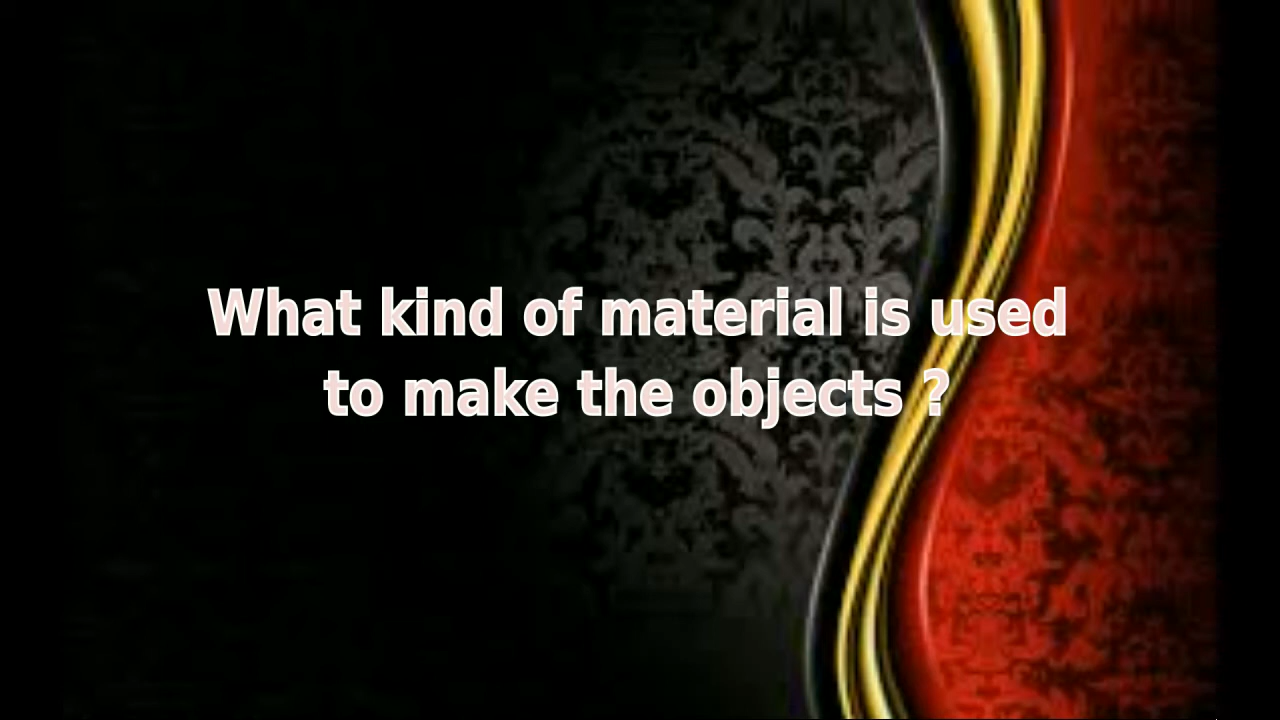 What kind of material is used
to make the objects ?